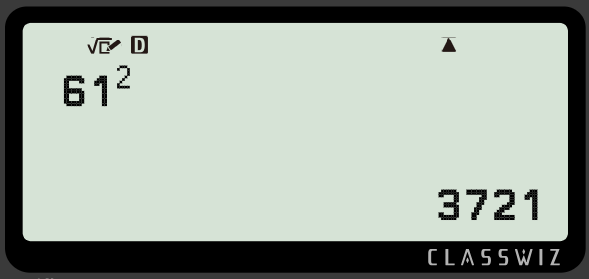 √▭ D ▲
61²
3721
CLASSWIZ